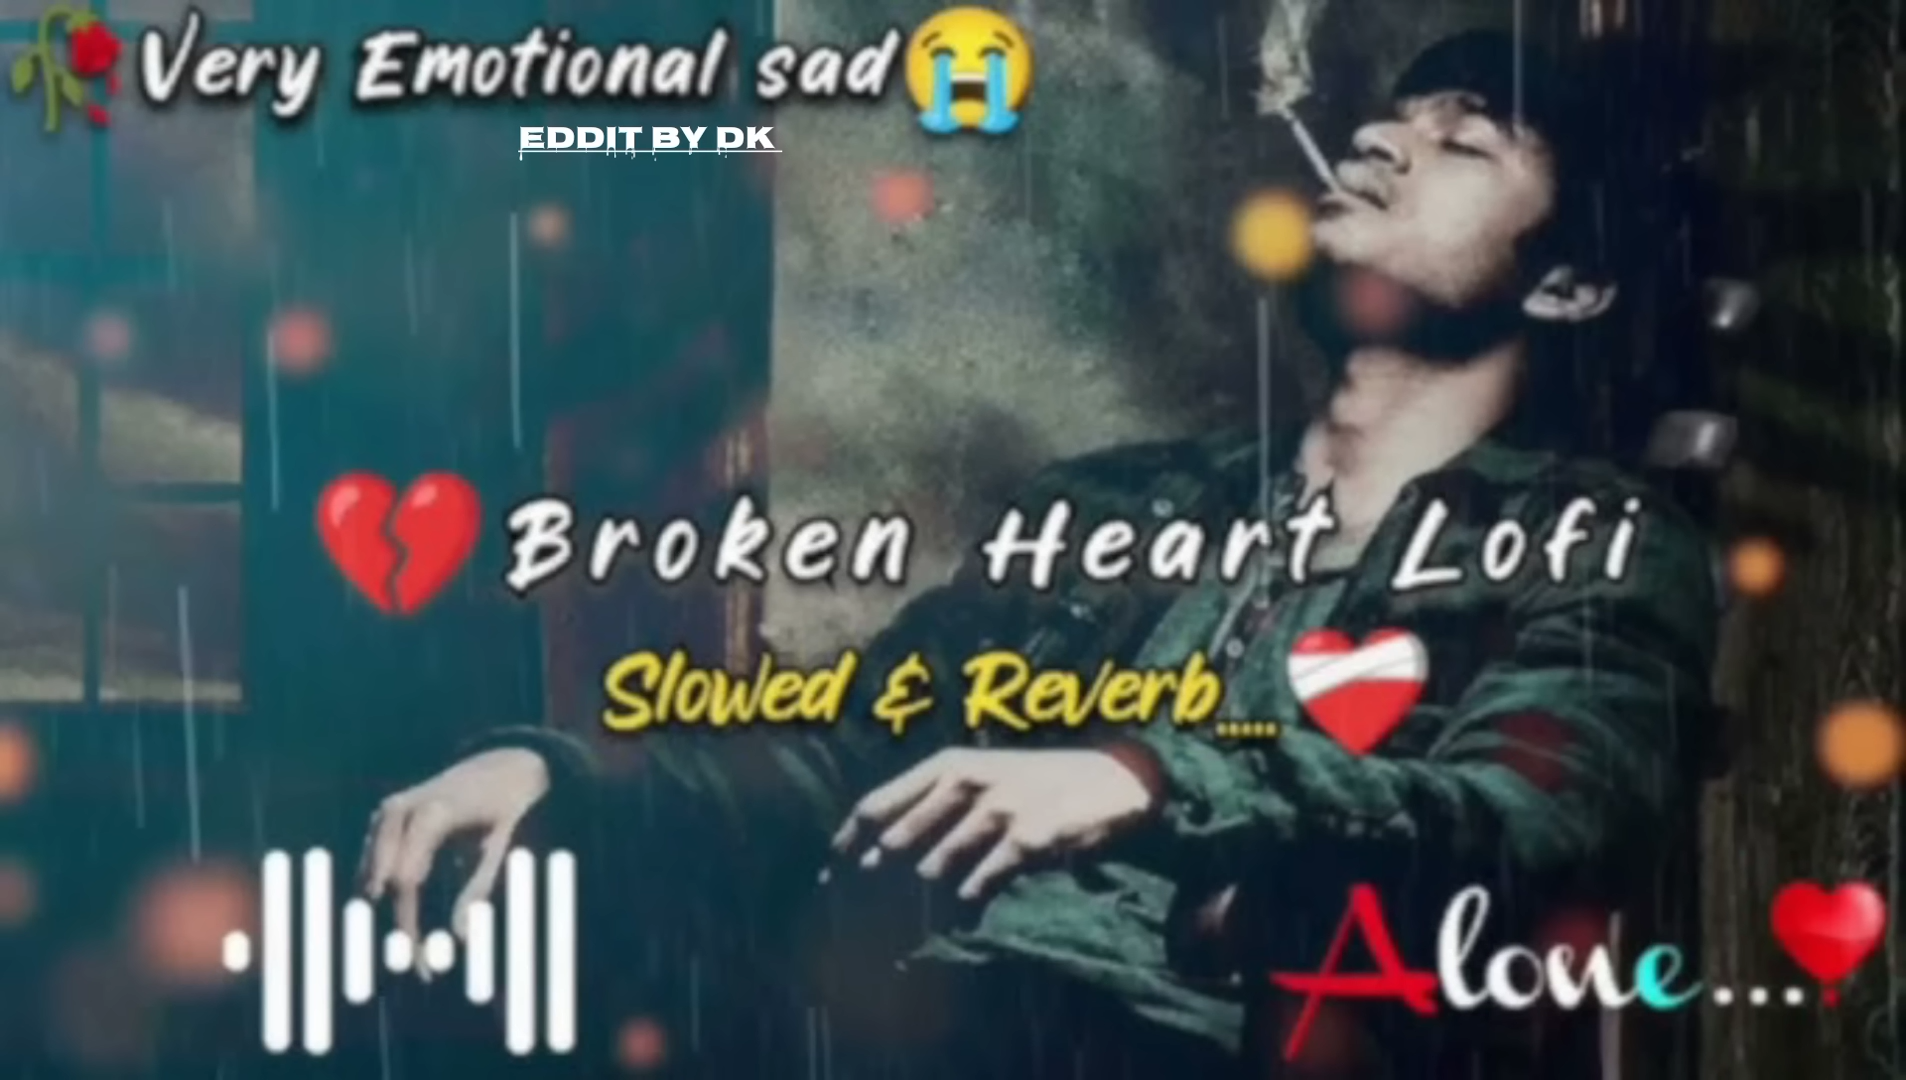 Very Emotional sad
EDDIT BY DK
Broken Heart Lofi
Slowed & Reverb.....
Alone...